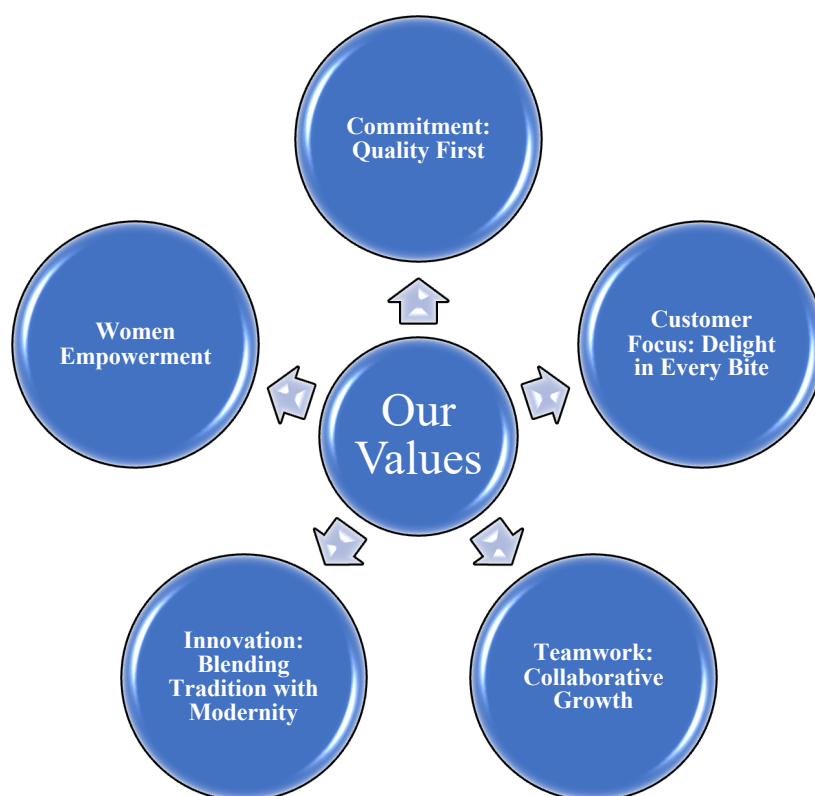 Commitment:
Quality First
Customer
Focus: Delight
in Every Bite
Teamwork:
Collaborative
Growth
Innovation:
Blending
Tradition with
Modernity
Women
Empowerment
Our
Values